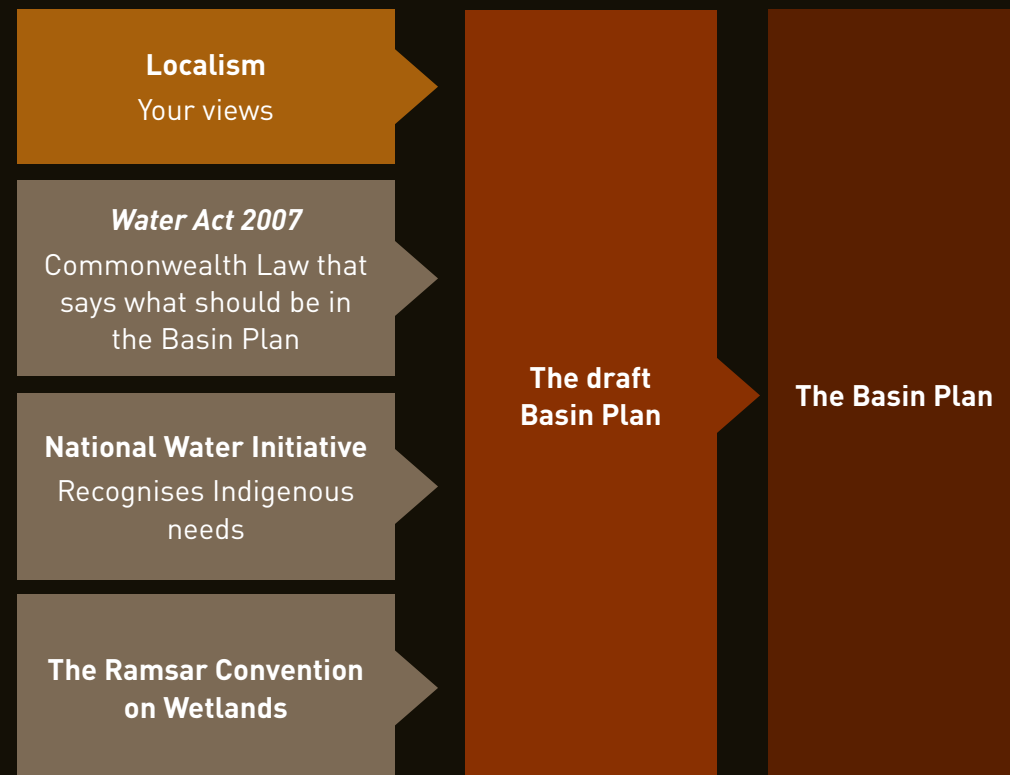 Localism
Your views
Water Act 2007
Commonwealth Law that
says what should be in
the Basin Plan
National Water Initiative
Recognises Indigenous
needs
The Ramsar Convention
on Wetlands
The draft
Basin Plan
The Basin Plan